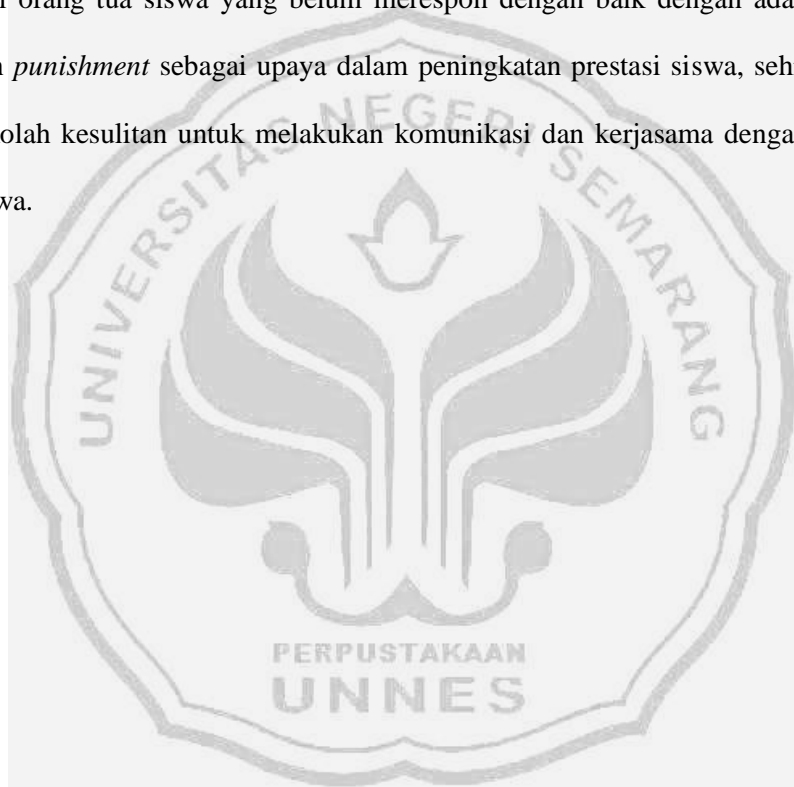 orang tua siswa yang belum merespon dengan baik dengan ada
punishment sebagai upaya dalam peningkatan prestasi siswa, seh
olah kesulitan untuk melakukan komunikasi dan kerjasama denga
wa.
UNIVERSITAS NEGERI SEMARANG
PERPUSTAKAAN
UNNES